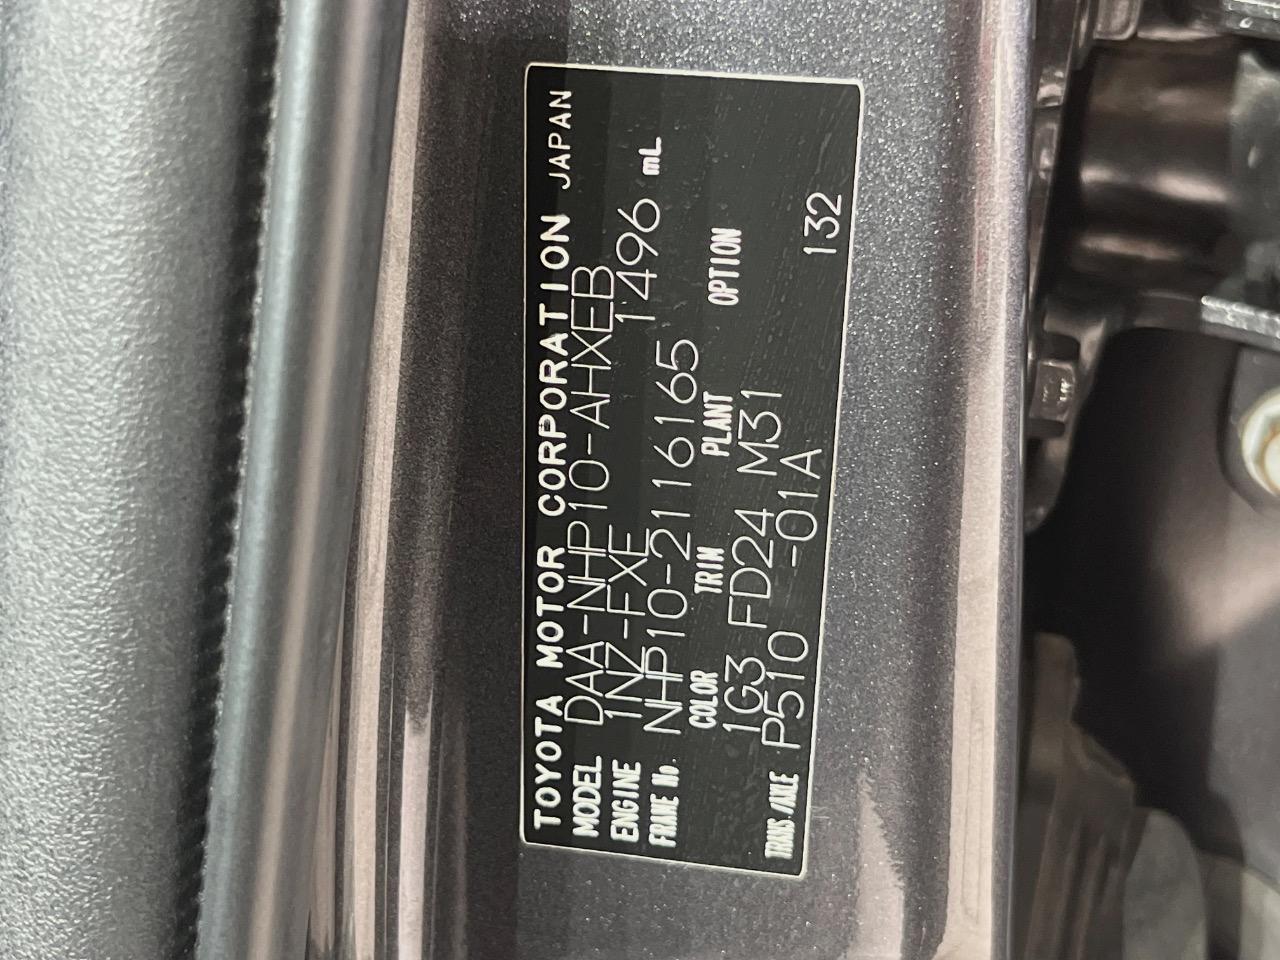 TOYOTA MOTOR CORPORATION JAPAN
MODEL DAA-NHP10-AHXEB
ENGINE 1NZ-FXE 1496 mL
FRAME No. NHP10-2116165
COLOR TRIM PLANT OPTION
1G3 FD24 M31
TRANS./AXLE P510 -01A 132